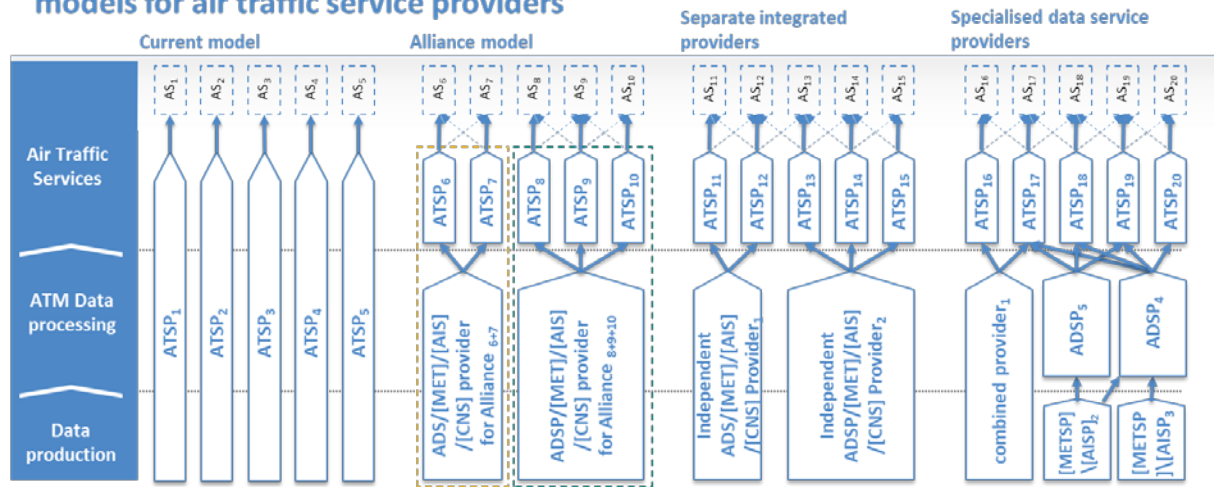 models for air traffic service providers
Current model
Alliance model
Separate integrated
providers
Specialised data service
providers
Air Traffic
Services
ATM Data
processing
Data
production
AS1
AS2
AS3
AS4
AS5
AS6
AS7
AS8
AS9
AS10
AS11
AS12
AS13
AS14
AS15
AS16
AS17
AS18
AS19
AS20
ATSP1
ATSP2
ATSP3
ATSP4
ATSP5
ATSP6
ATSP7
ATSP8
ATSP9
ATSP10
ATSP11
ATSP12
ATSP13
ATSP14
ATSP15
ATSP16
ATSP17
ATSP18
ATSP19
ATSP20
ADS/[MET]/[AIS]
/[CNS] provider
for Alliance 6+7
ADSP/[MET]/[AIS]
/[CNS] provider
for Alliance 8+9+10
Independent
ADS/[MET]/[AIS]
/[CNS] Provider1
Independent
ADSP/[MET]/[AIS]
/[CNS] Provider2
combined provider1
ADSP5
ADSP4
[METSP]
\[AISP]2
[METSP
]\[AISP]3